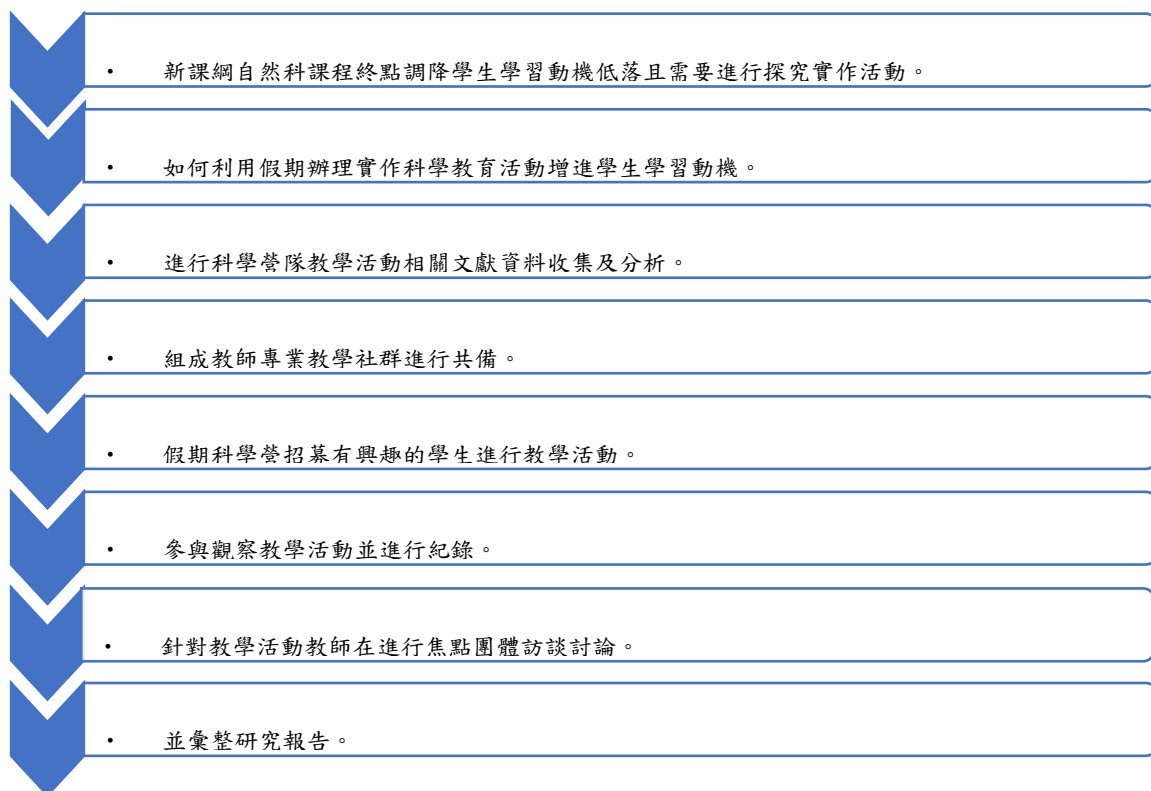 • 新課綱自然科課程終點調降學生學習動機低落且需要進行探究實作活動。
• 如何利用假期辦理實作科學教育活動增進學生學習動機。
• 進行科學營隊教學活動相關文獻資料收集及分析。
• 組成教師專業教學社群進行共備。
• 假期科學營招募有興趣的學生進行教學活動。
• 參與觀察教學活動並進行紀錄。
• 針對教學活動教師在進行焦點團體訪談討論。
• 並彙整研究報告。